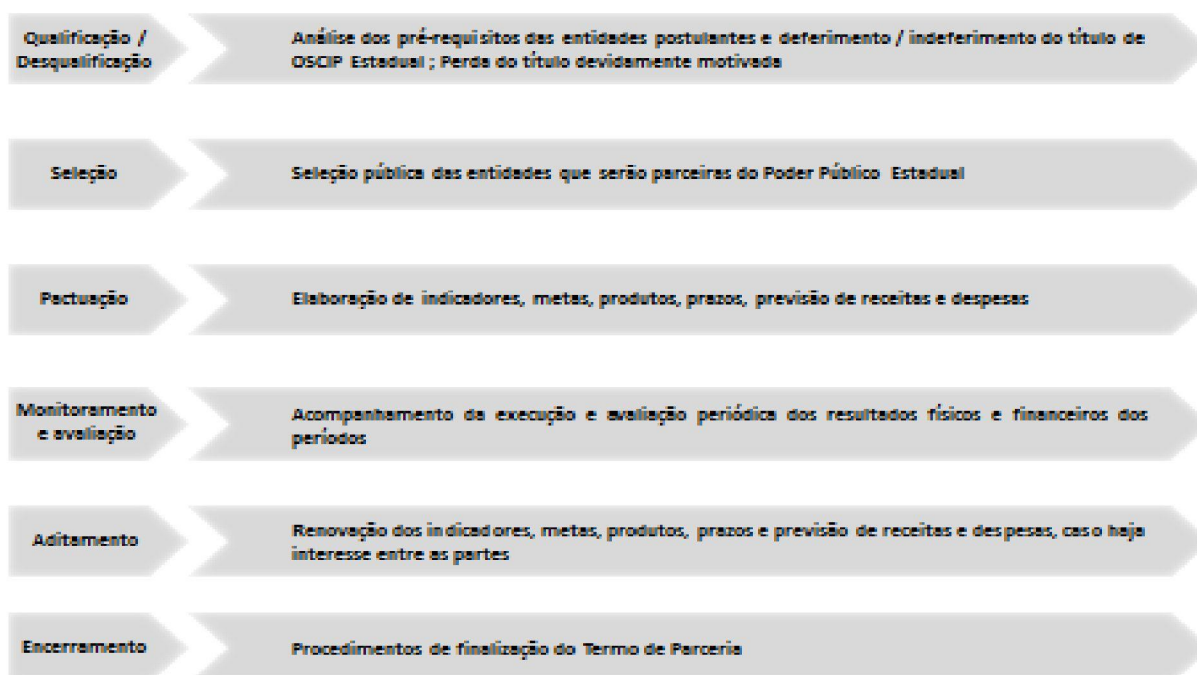 Qualificação /
Desqualificação
Análise dos pré-requisitos das entidades postulantes e deferimento / indeferimento do título de
OSCIP Estadual ; Perda do título devidamente motivada
Seleção
Seleção pública das entidades que serão parceiras do Poder Público Estadual
Pactuação
Elaboração de indicadores, metas, produtos, prazos, previsão de receitas e despesas
Monitoramento
e avaliação
Acompanhamento da execução e avaliação periódica dos resultados físicos e financeiros dos
períodos
Aditamento
Renovação dos indicadores, metas, produtos, prazos e previsão de receitas e despesas, caso haja
interesse entre as partes
Encerramento
Procedimentos de finalização do Termo de Parceria